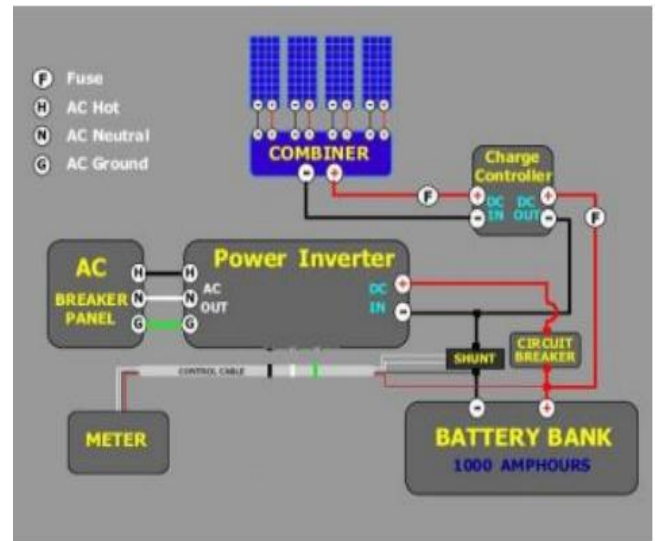 F Fuse
H AC Hot
N AC Neutral
G AC Ground
COMBINER
- +
Charge
Controller
+ DC DC +
- IN OUT -
F
F
AC
BREAKER
PANEL
H H
N N
G G
Power Inverter
AC
OUT
DC +
IN -
CONTROL CABLE
SHUNT
CIRCUIT
BREAKER
METER
- +
BATTERY BANK
1000 AMPHOURS